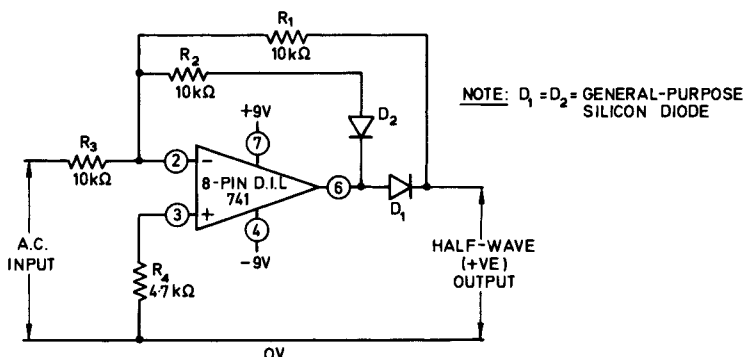 R1
10kΩ
R2
10kΩ
NOTE: D1 = D2 = GENERAL-PURPOSE
SILICON DIODE
D2
+9V
7
R3
10kΩ
2
−
8-PIN D.I.L
741
6
D1
3
+
4
−9V
A.C.
INPUT
R4
4·7kΩ
HALF-WAVE
(+VE)
OUTPUT
0V